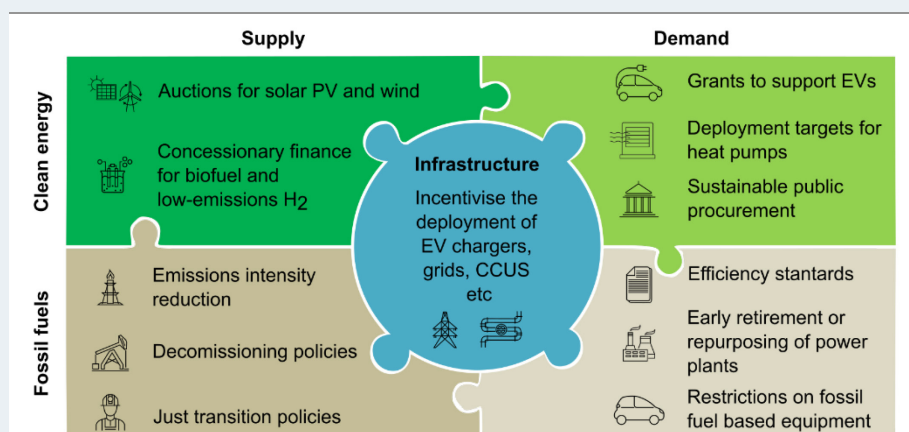 Supply
Demand
Clean energy
Auctions for solar PV and wind
Concessionary finance
for biofuel and
low-emissions H2
Grants to support EVs
Deployment targets for
heat pumps
Sustainable public
procurement
Infrastructure
Incentivise the
deployment of
EV chargers,
grids, CCUS
etc
Fossil fuels
Emissions intensity
reduction
Decomissioning policies
Just transition policies
Efficiency stantards
Early retirement or
repurposing of power
plants
Restrictions on fossil
fuel based equipment